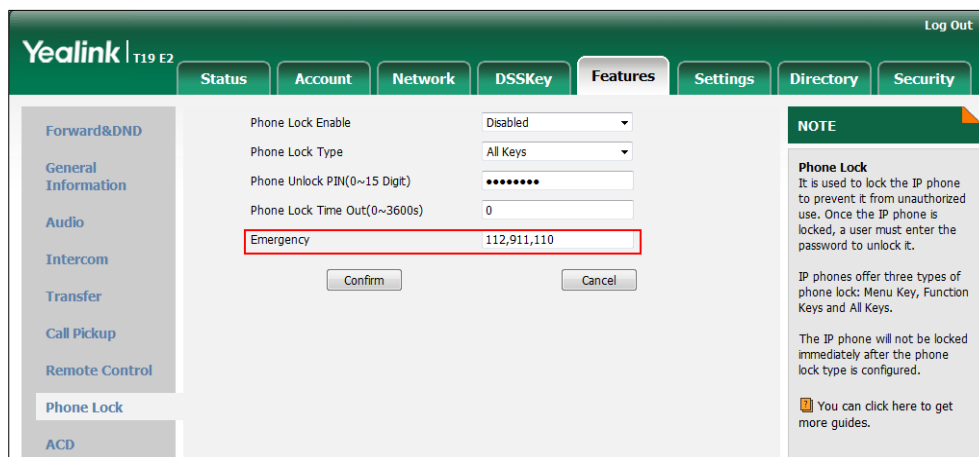 Log Out
Yealink T19 E2
Status Account Network DSSKey Features Settings Directory Security
Forward&DND
General
Information
Audio
Intercom
Transfer
Call Pickup
Remote Control
Phone Lock
ACD
Phone Lock Enable Disabled
Phone Lock Type All Keys
Phone Unlock PIN(0~15 Digit) ••••••••
Phone Lock Time Out(0~3600s) 0
Emergency 112,911,110
Confirm Cancel
NOTE
Phone Lock
It is used to lock the IP phone
to prevent it from unauthorized
use. Once the IP phone is
locked, a user must enter the
password to unlock it.
IP phones offer three types of
phone lock: Menu Key, Function
Keys and All Keys.
The IP phone will not be locked
immediately after the phone
lock type is configured.
? You can click here to get
more guides.